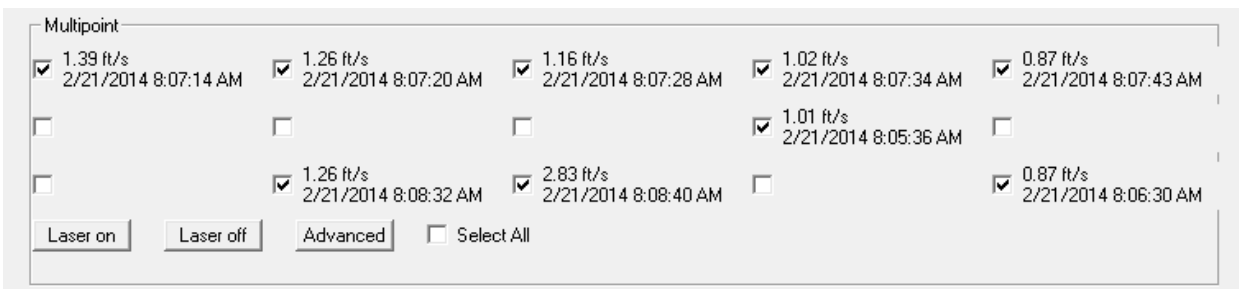 Multipoint
1.39 ft/s 1.26 ft/s 1.16 ft/s 1.02 ft/s 0.87 ft/s
2/21/2014 8:07:14 AM 2/21/2014 8:07:20 AM 2/21/2014 8:07:28 AM 2/21/2014 8:07:34 AM 2/21/2014 8:07:43 AM
1.01 ft/s
2/21/2014 8:05:36 AM
1.26 ft/s 2.83 ft/s 0.87 ft/s
2/21/2014 8:08:32 AM 2/21/2014 8:08:40 AM 2/21/2014 8:06:30 AM
Laser on Laser off Advanced Select All